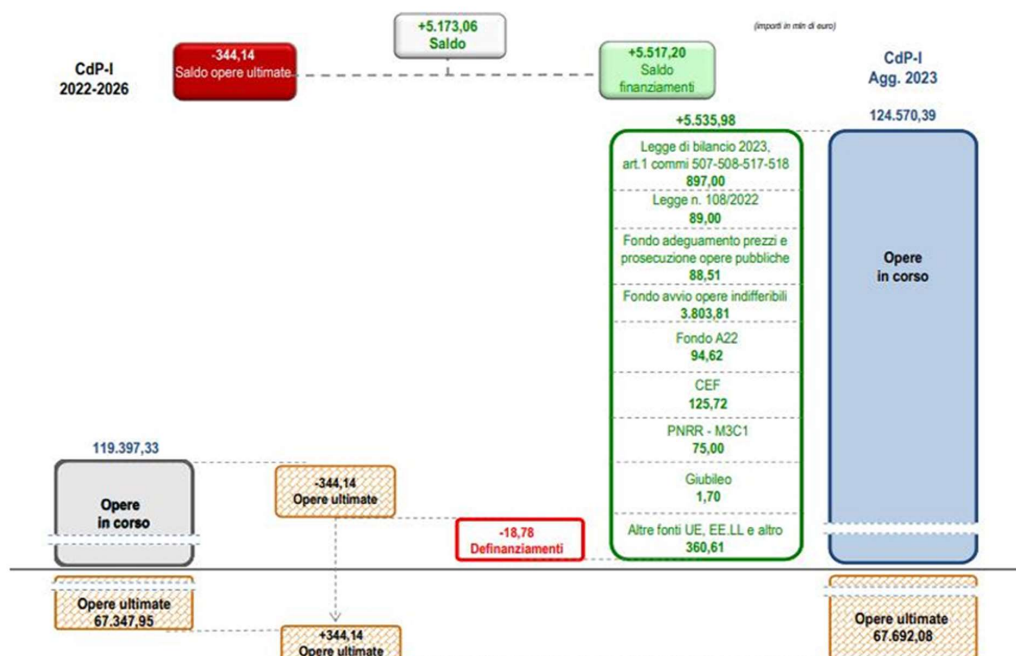 +5.173,06
Saldo
(importi in mln di euro)
-344,14
Saldo opere ultimate
+5.517,20
Saldo
finanziamenti
CdP-I
2022-2026
CdP-I
Agg. 2023
+5.535,98
124.570,39
Legge di bilancio 2023,
art.1 commi 507-508-517-518
897,00
Legge n. 108/2022
89,00
Fondo adeguamento prezzi e
prosecuzione opere pubbliche
88,51
Fondo avvio opere indifferibili
3.803,81
Fondo A22
94,62
CEF
125,72
PNRR - M3C1
75,00
Giubileo
1,70
Altre fonti UE, EE.LL e altro
360,61
Opere
in corso
119.397,33
Opere
in corso
-344,14
Opere ultimate
-18,78
Definanziamenti
Opere ultimate
67.347,95
+344,14
Opere ultimate
Opere ultimate
67.692,08